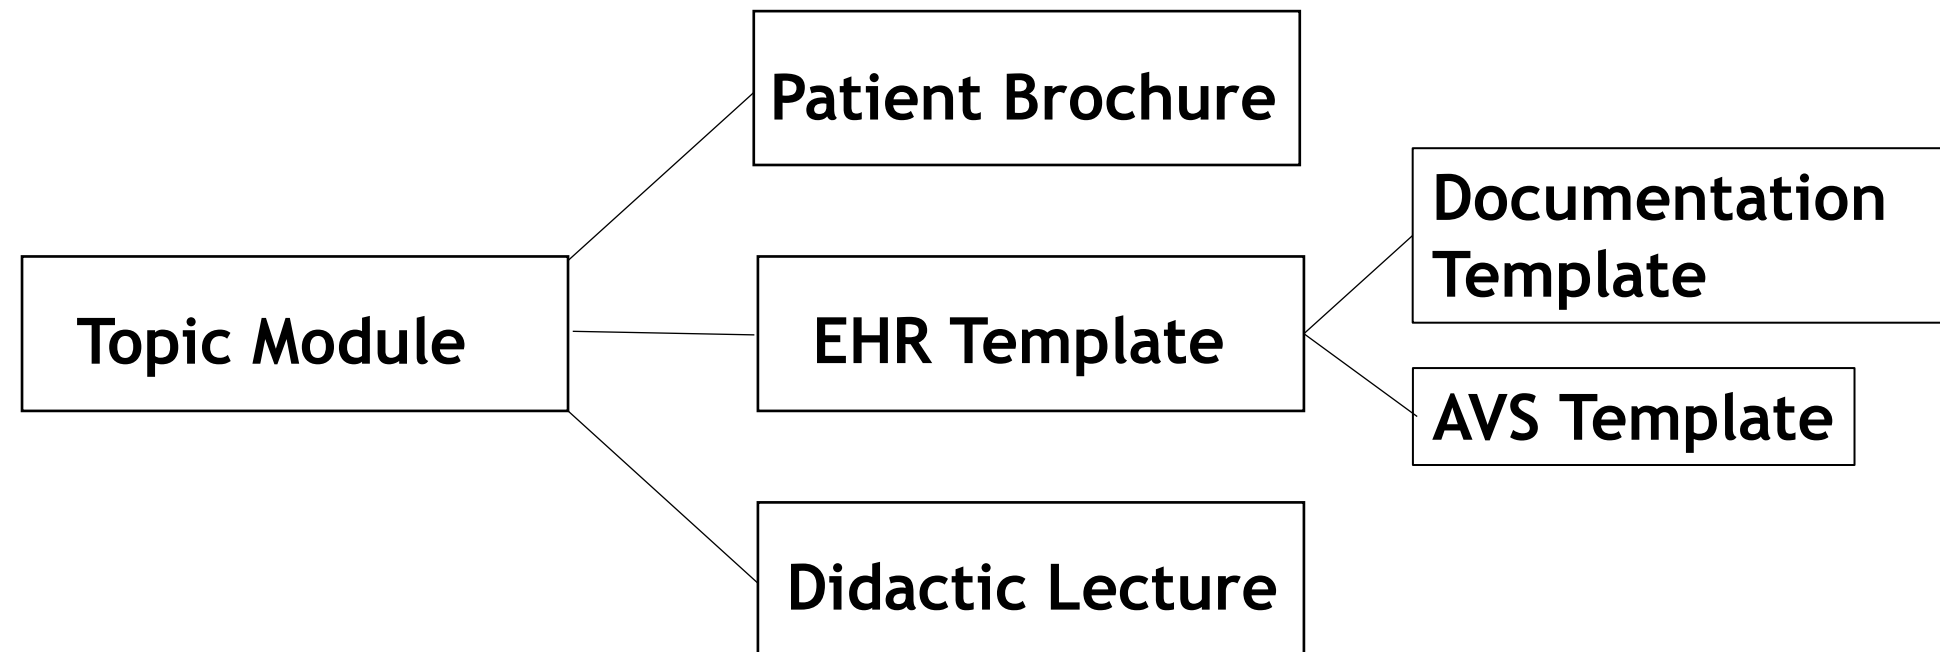 Patient Brochure
Documentation
Template
Topic Module
EHR Template
AVS Template
Didactic Lecture